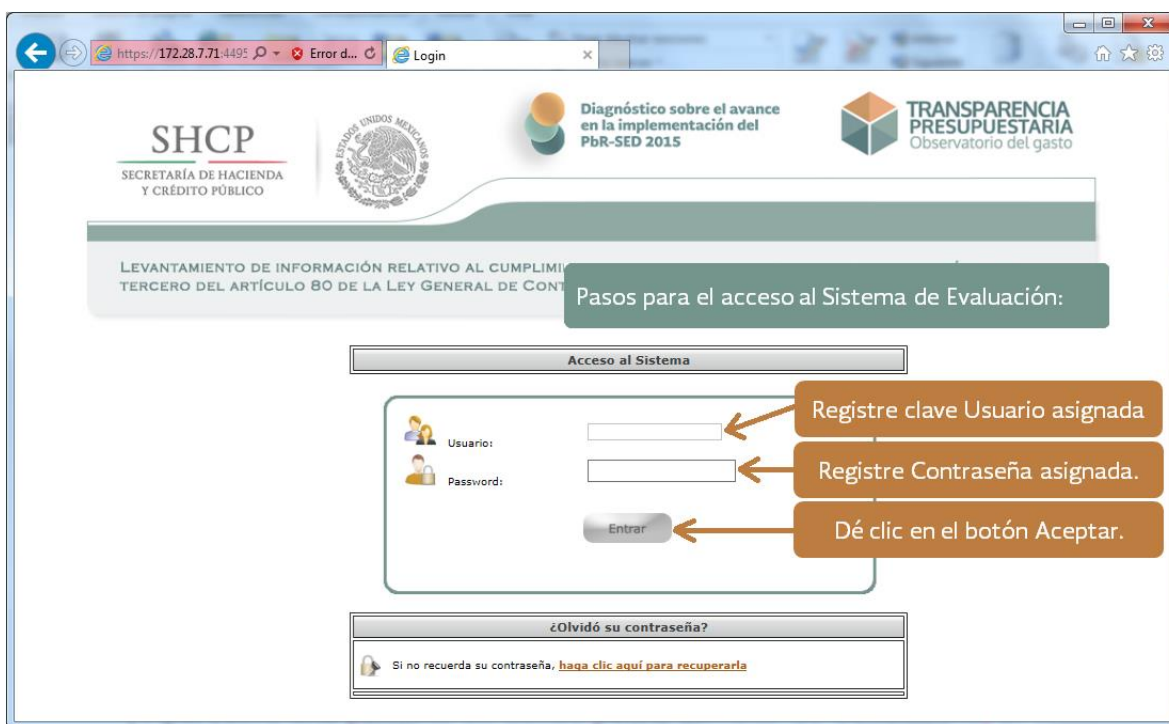 https://172.28.7.71:4495
Error d...
Login
SHCP
SECRETARÍA DE HACIENDA
Y CRÉDITO PÚBLICO
ESTADOS UNIDOS MEXICANOS
Diagnóstico sobre el avance
en la implementación del
PbR-SED 2015
TRANSPARENCIA
PRESUPUESTARIA
Observatorio del gasto
LEVANTAMIENTO DE INFORMACIÓN RELATIVO AL
TERCERO DEL ARTÍCULO 80 DE LA LEY GENERAL DE
Pasos para el acceso al Sistema de Evaluación:
Acceso al Sistema
Usuario:
Registre clave Usuario asignada
Password:
Registre Contraseña asignada.
Entrar
Dé clic en el botón Aceptar.
¿Olvidó su contraseña?
Si no recuerda su contraseña, haga clic aquí para recuperarla